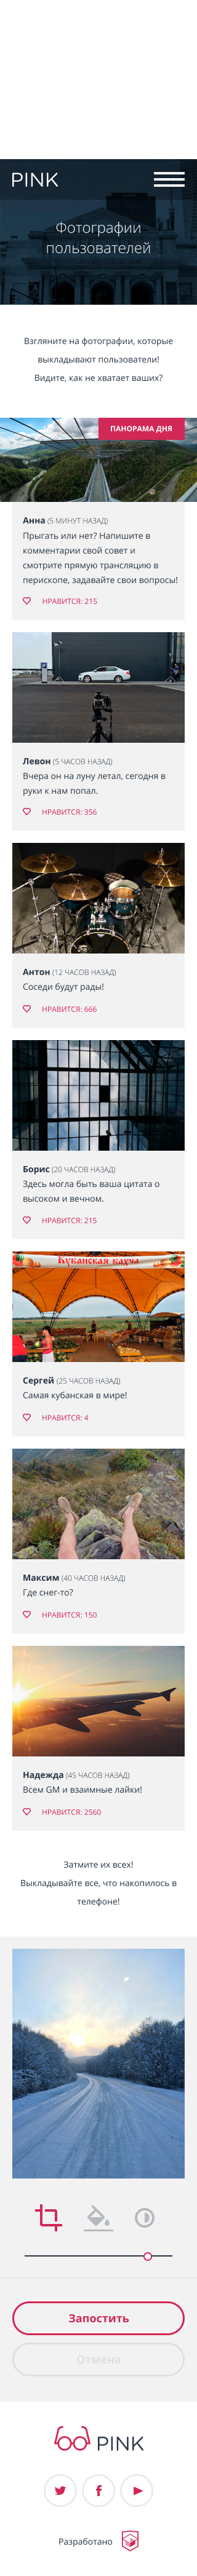 PINK
Фотографии
пользователей
Взгляните на фотографии, которые
выкладывают пользователи!
Видите, как не хватает ваших?
ПАНОРАМА ДНЯ
Анна (5 МИНУТ НАЗАД)
Прыгать или нет? Напишите в
комментарии свой совет и
смотрите прямую трансляцию в
перископе, задавайте свои вопросы!
НРАВИТСЯ: 215
Левон (5 ЧАСОВ НАЗАД)
Вчера он на луну летал, сегодня в
руки к нам попал.
НРАВИТСЯ: 356
Антон (12 ЧАСОВ НАЗАД)
Соседи будут рады!
НРАВИТСЯ: 666
Борис (20 ЧАСОВ НАЗАД)
Здесь могла быть ваша цитата о
высоком и вечном.
НРАВИТСЯ: 215
Кубанская кауча
Сергей (25 ЧАСОВ НАЗАД)
Самая кубанская в мире!
НРАВИТСЯ: 4
Максим (40 ЧАСОВ НАЗАД)
Где снег-то?
НРАВИТСЯ: 150
Надежда (45 ЧАСОВ НАЗАД)
Всем GM и взаимные лайки!
НРАВИТСЯ: 2560
Затмите их всех!
Выкладывайте все, что накопилось в
телефоне!
Запостить
Отмена
PINK
Разработано